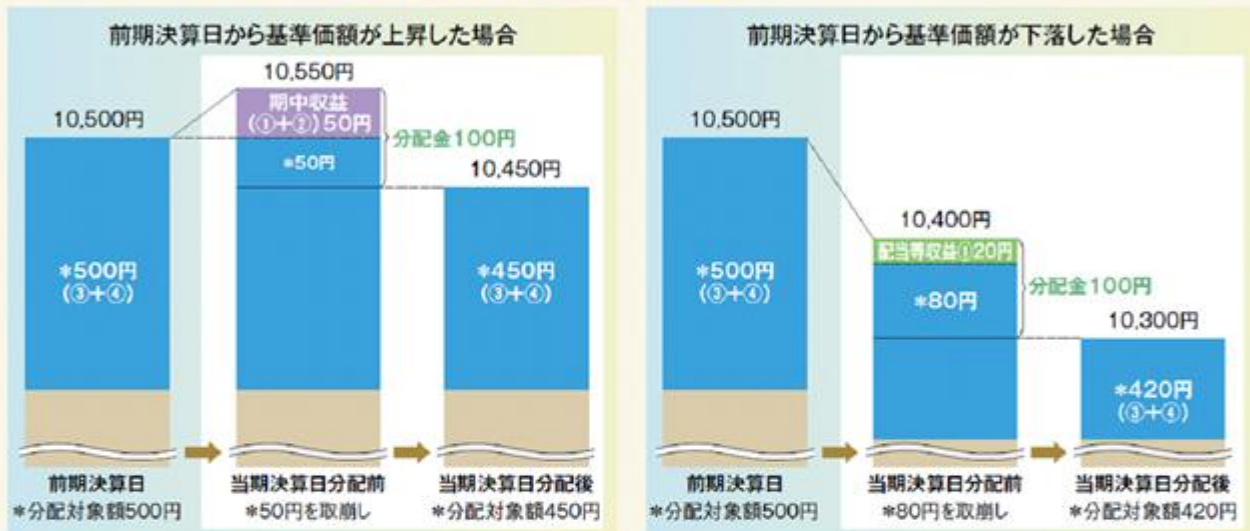 前期決算日から基準価額が上昇した場合
10,550円
期中収益
(①+②)50円
10,500円
分配金100円
*50円
10,450円
*500円
(③+④)
*450円
(③+④)
前期決算日
当期決算日分配前
当期決算日分配後
*分配対象額500円
*50円を取崩し
*分配対象額450円
前期決算日から基準価額が下落した場合
10,500円
10,400円
配当等収益①20円
*500円
(③+④)
*80円
分配金100円
10,300円
*420円
(③+④)
前期決算日
当期決算日分配前
当期決算日分配後
*分配対象額500円
*80円を取崩し
*分配対象額420円